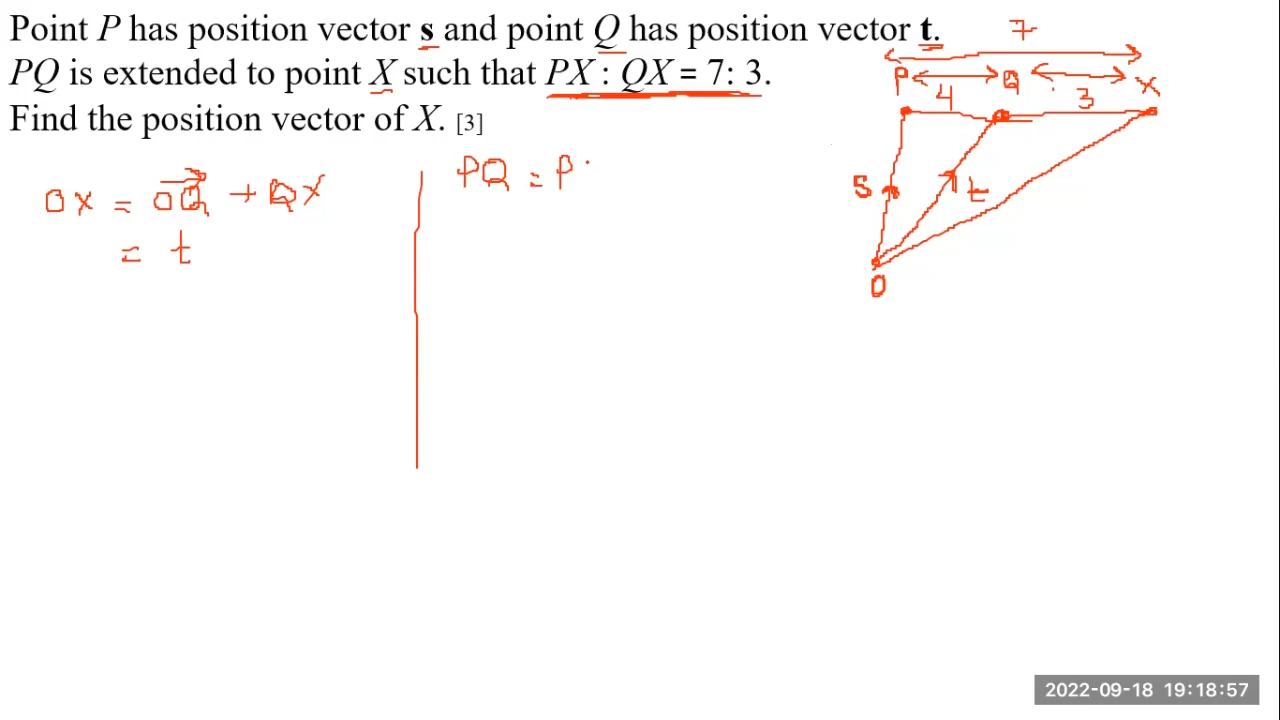 Point P has position vector s and point Q has position vector t.
PQ is extended to point X such that PX : QX = 7: 3.
Find the position vector of X. [3]
7
P Q X
4 3
S t
O
OX = OQ + QX
= t
PQ = P
2022-09-18 19:18:57